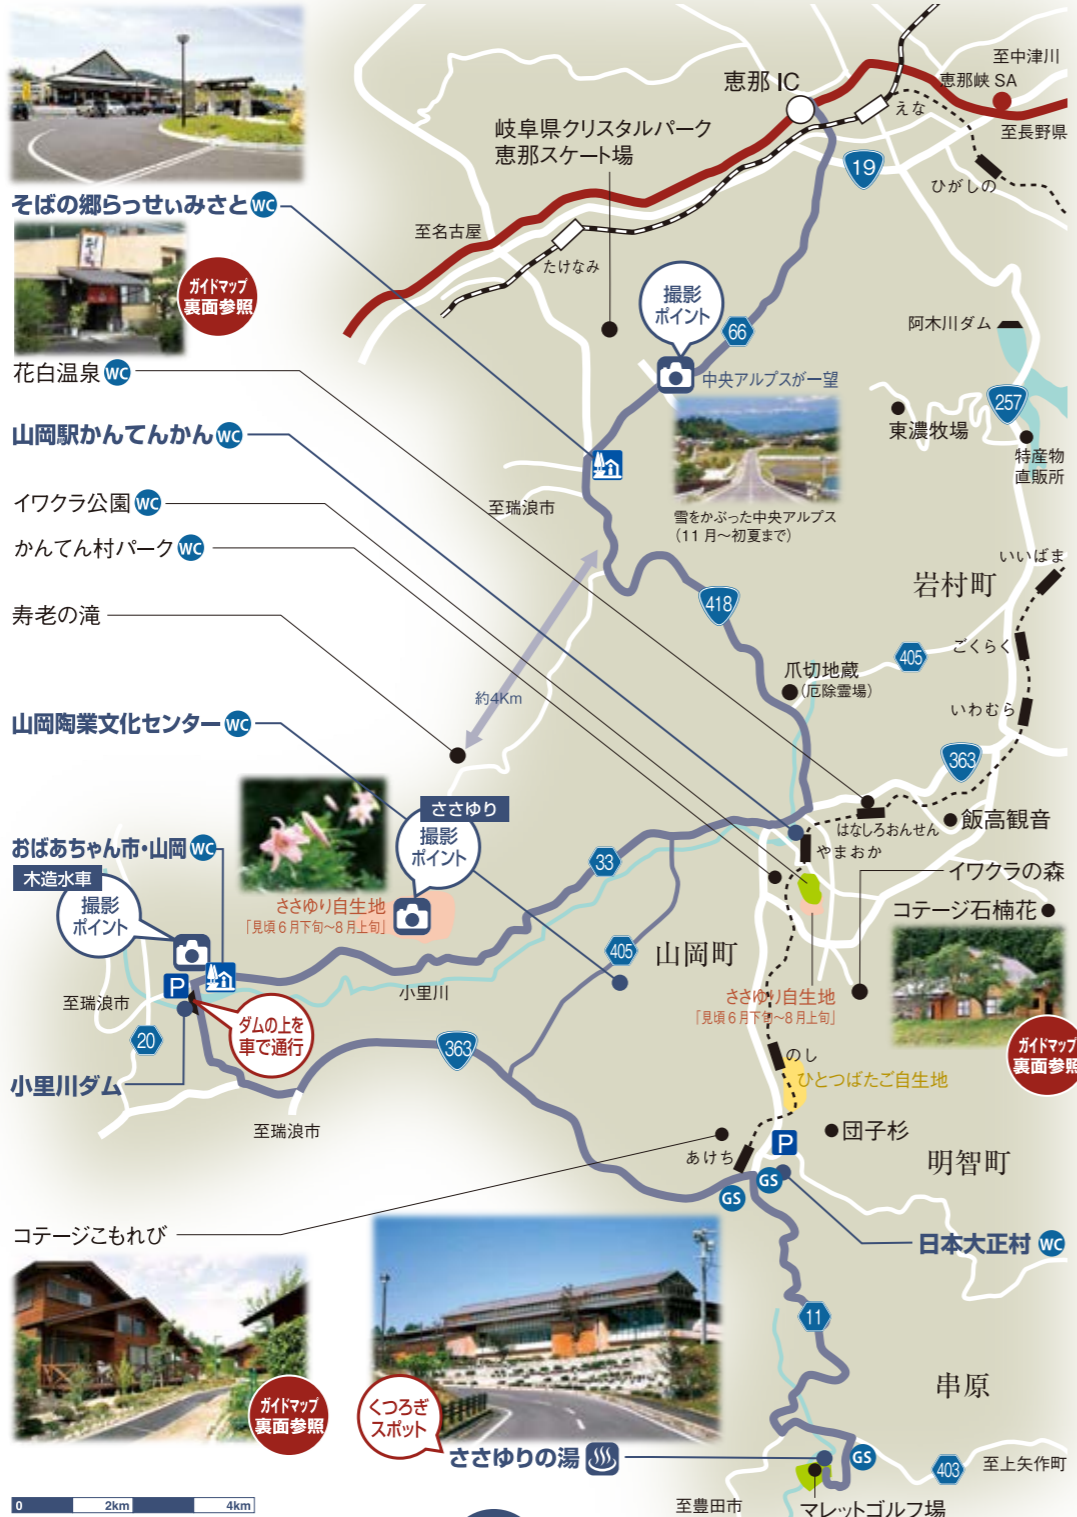 至中津川
恵那 IC
恵那峡 SA
えな
至長野県
岐阜県クリスタルパーク
恵那スケート場
19
ひがしの
そばの郷らっせぃみさと WC
至名古屋
たけなみ
ガイドマップ
裏面参照
撮影
ポイント
66
阿木川ダム
花白温泉 WC
中央アルプスが一望
257
東濃牧場
山岡駅かんてんかん WC
特産物
直販所
至瑞浪市
イワクラ公園 WC
雪をかぶった中央アルプス
(11 月〜初夏まで)
かんてん村パーク WC
いいばま
岩村町
418
寿老の滝
405
ごくらく
爪切地蔵
(厄除霊場)
約4Km
いわむら
山岡陶業文化センター WC
363
ささゆり
撮影
ポイント
はなしろおんせん
飯高観音
おばあちゃん市・山岡 WC
やまおか
33
木造水車
撮影
ポイント
イワクラの森
ささゆり自生地
「見頃 6 月下旬〜8 月上旬」
コテージ石楠花
405
山岡町
P
小里川
至瑞浪市
ささゆり自生地
「見頃 6 月下旬〜8 月上旬」
ダムの上を
車で通行
20
363
ガイドマップ
裏面参照
のし
ひとつばたご自生地
小里川ダム
至瑞浪市
団子杉
P
あけち
明智町
GS
GS
コテージこもれび
日本大正村 WC
11
串原
ガイドマップ
裏面参照
くつろぎ
スポット
ささゆりの湯
GS
403
至上矢作町
0 2km 4km
至豊田市
マレットゴルフ場